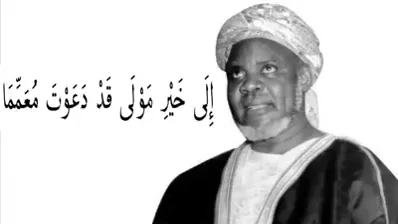 إِلَى خَيْرِ مَوْلَى قَدْ دَعَوْتَ مُعَمِّمَا